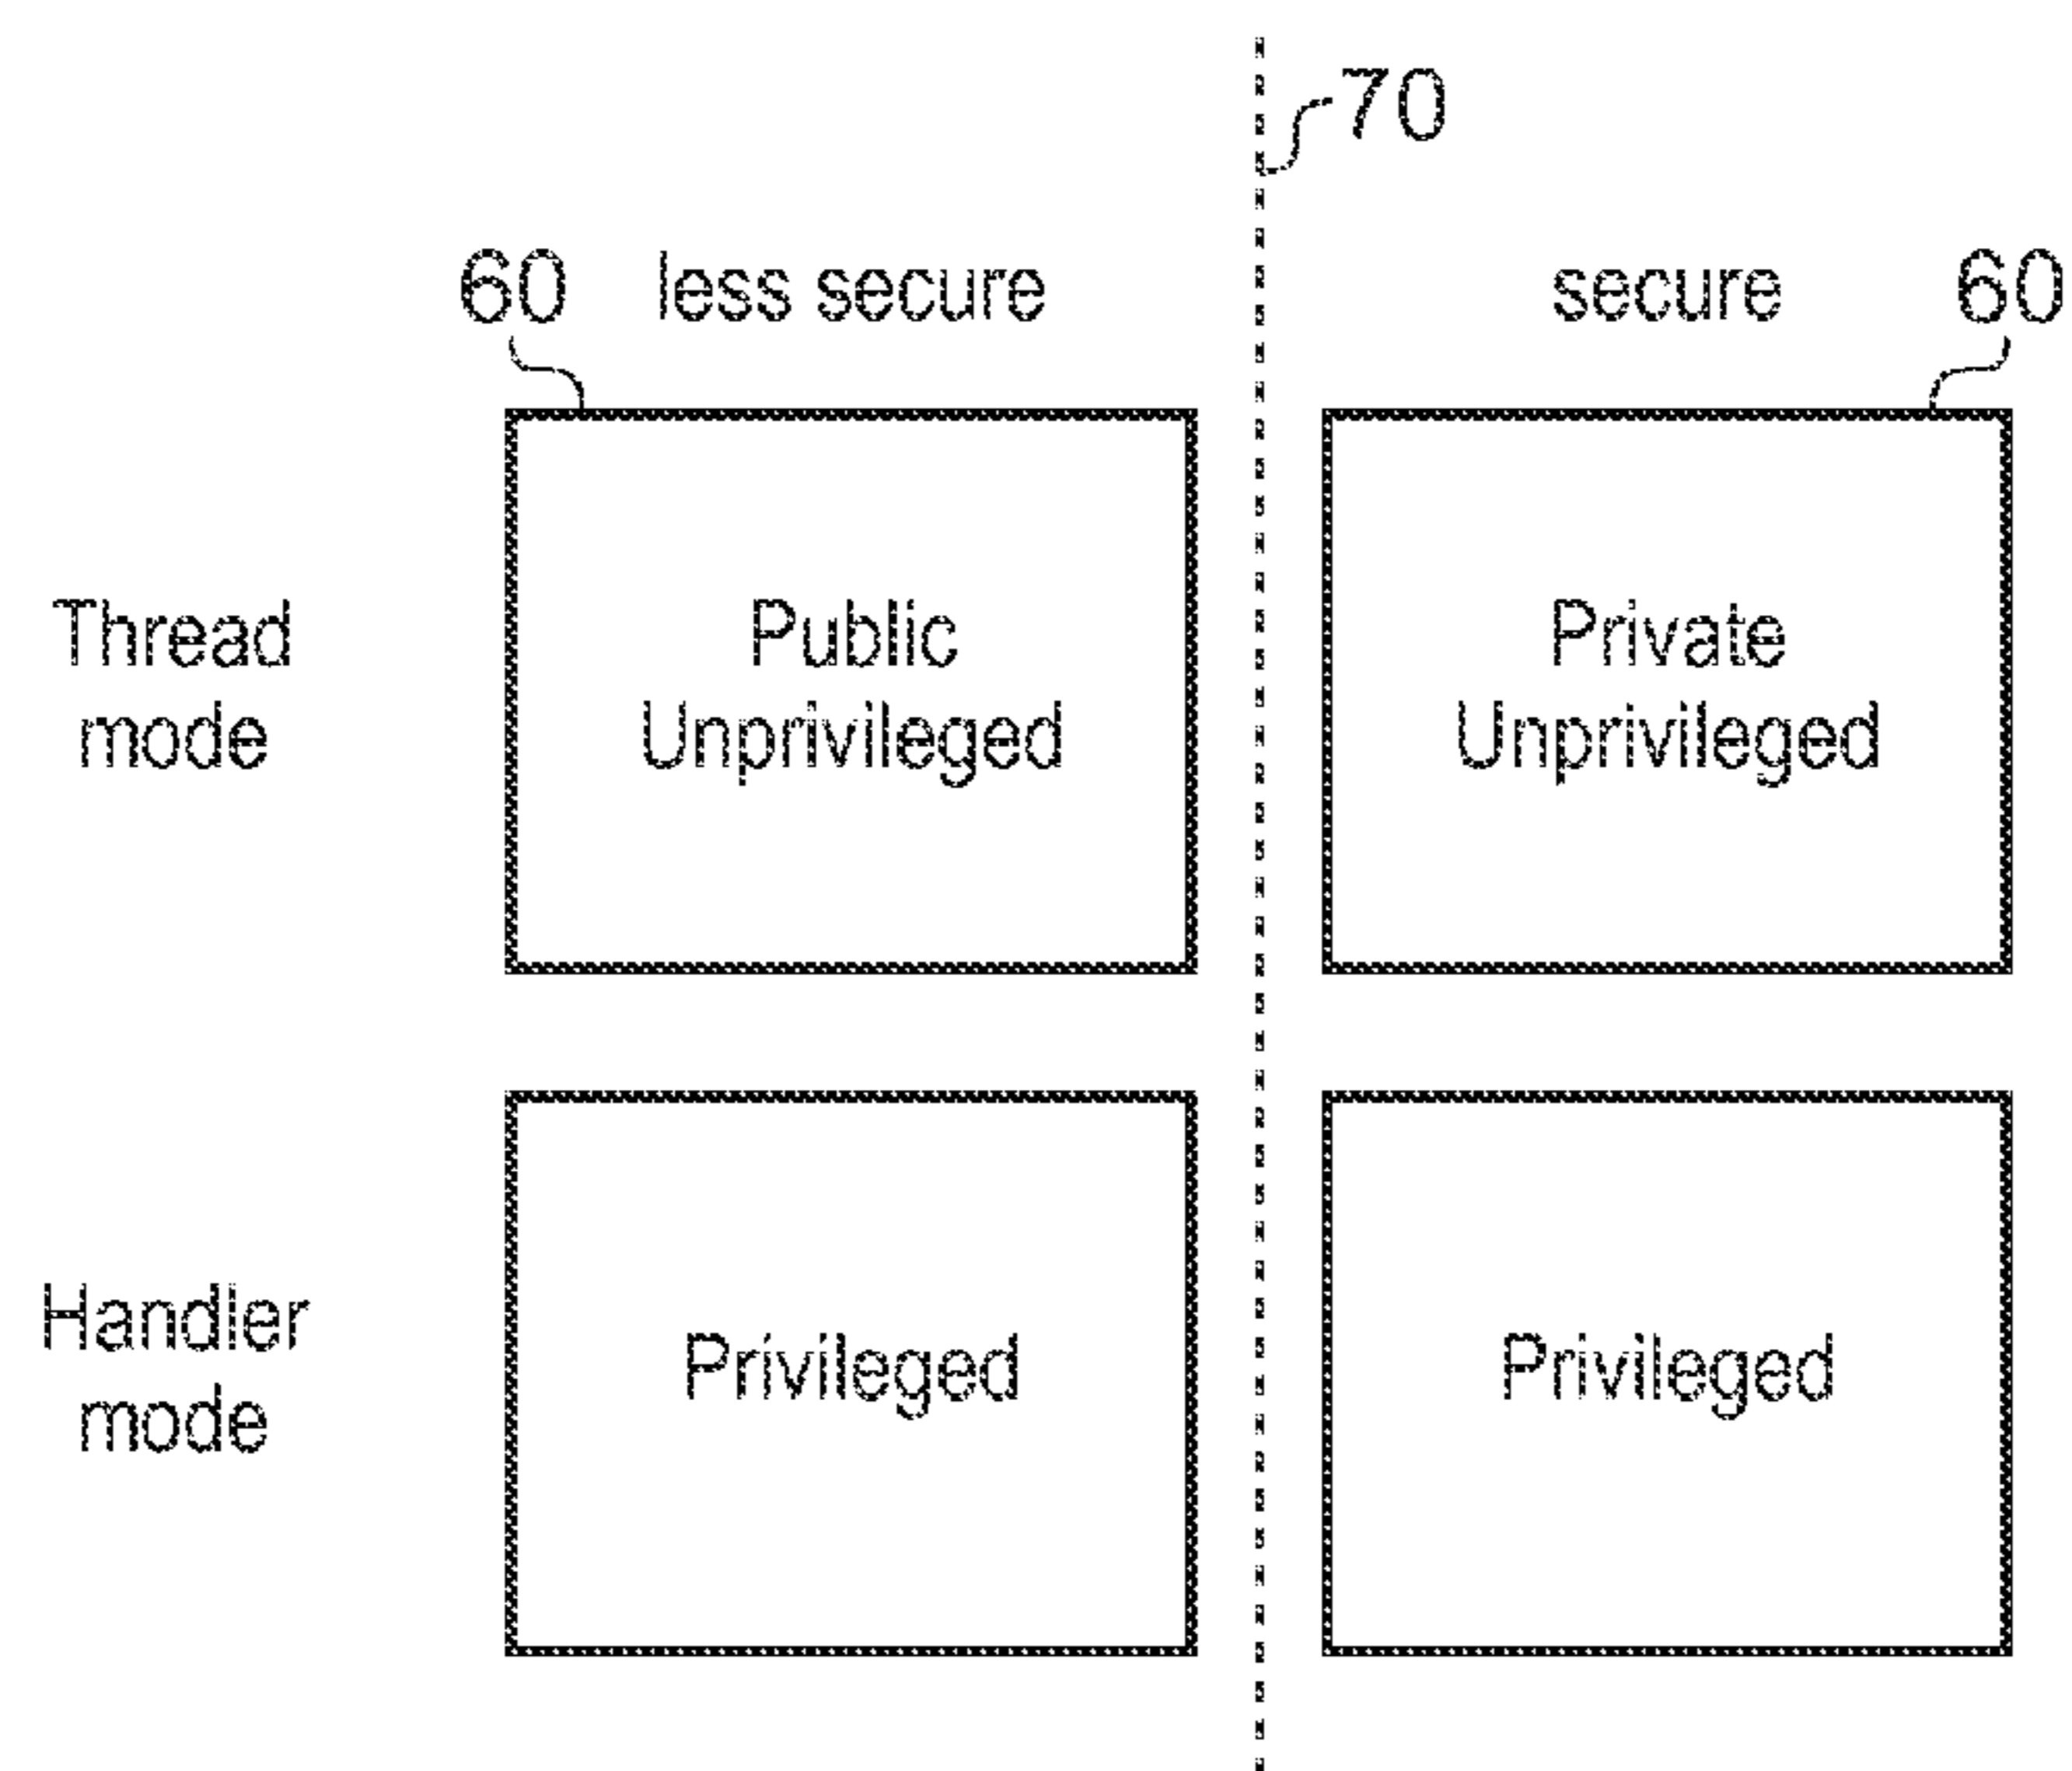 70
60 less secure
secure 60
Thread
mode
Public
Unprivileged
Private
Unprivileged
Handler
mode
Privileged
Privileged